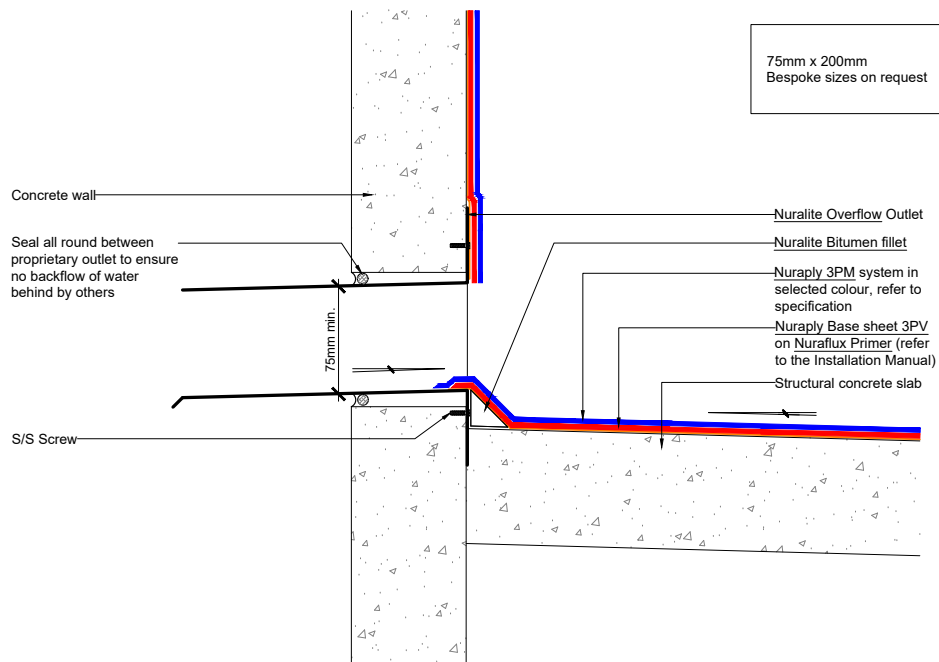 75mm x 200mm
Bespoke sizes on request
Concrete wall
Seal all round between
proprietary outlet to ensure
no backflow of water
behind by others
75mm min.
S/S Screw
Nuralite Overflow Outlet
Nuralite Bitumen fillet
Nuraply 3PM system in
selected colour, refer to
specification
Nuraply Base sheet 3PV
on Nuraflux Primer (refer
to the Installation Manual)
Structural concrete slab